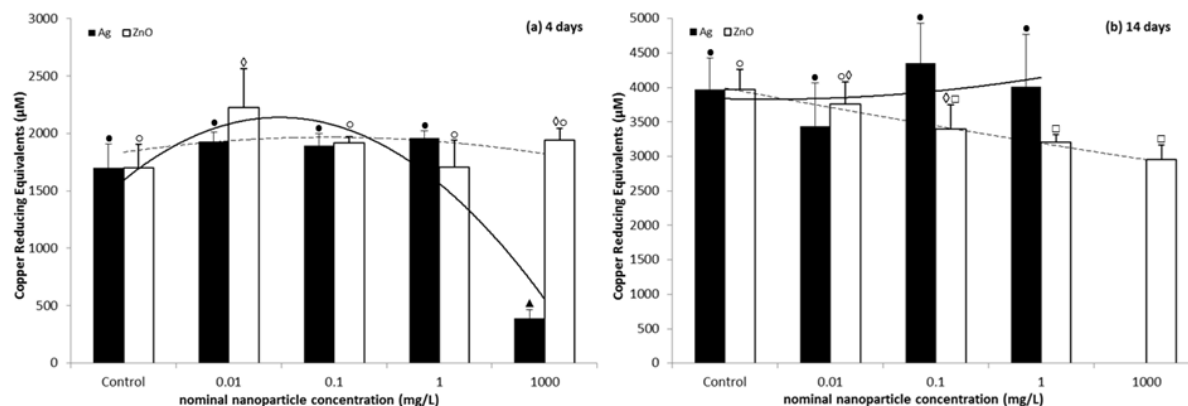 (a) 4 days
Ag ZnO
Copper Reducing Equivalents (µM)
3000
2500
2000
1500
1000
500
0
Control 0.01 0.1 1 1000
nominal nanoparticle concentration (mg/L)
(b) 14 days
Ag ZnO
Copper Reducing Equivalents (µM)
5000
4500
4000
3500
3000
2500
2000
1500
1000
500
0
Control 0.01 0.1 1 1000
nominal nanoparticle concentration (mg/L)